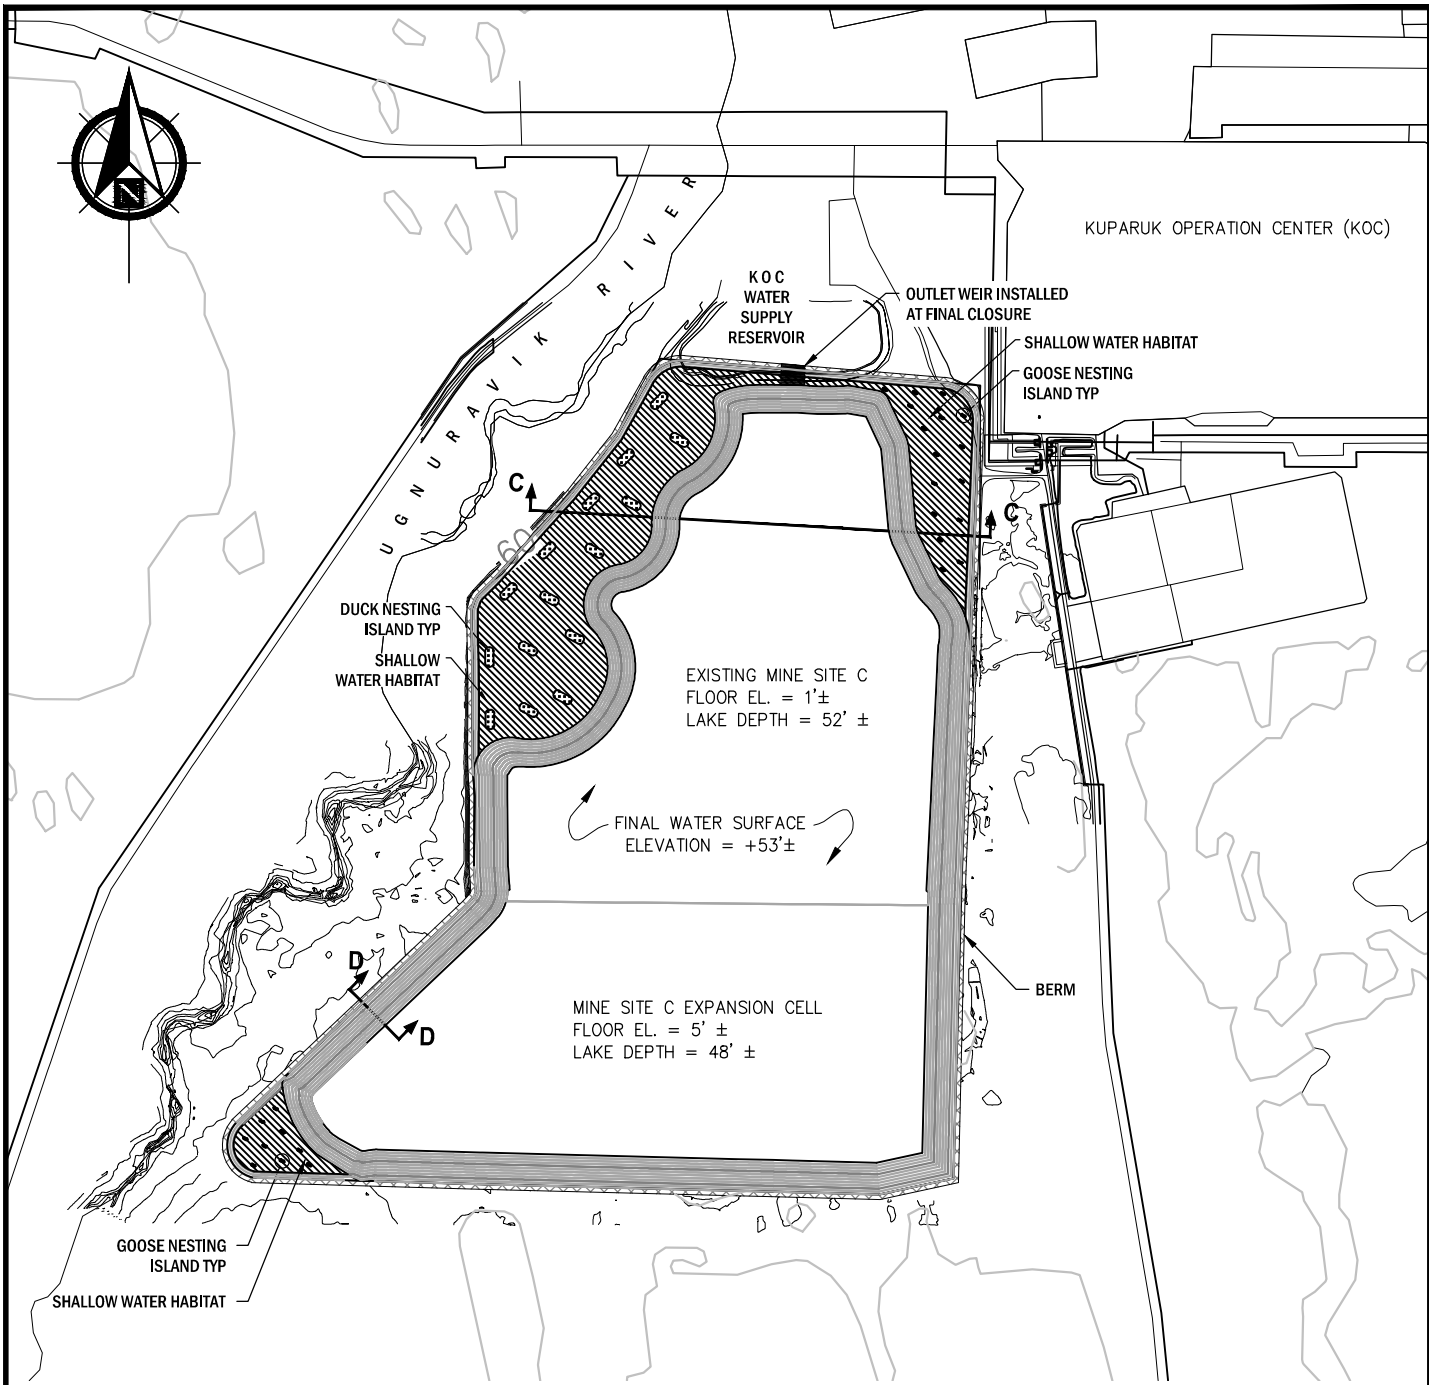 N
KUPARUK OPERATION CENTER (KOC)
UGNURAVIK RIVER
K O C
WATER
SUPPLY
RESERVOIR
OUTLET WEIR INSTALLED
AT FINAL CLOSURE
SHALLOW WATER HABITAT
GOOSE NESTING
ISLAND TYP
C
C
60
DUCK NESTING
ISLAND TYP
SHALLOW
WATER HABITAT
EXISTING MINE SITE C
FLOOR EL. = 1'±
LAKE DEPTH = 52' ±
FINAL WATER SURFACE
ELEVATION = +53'±
D
D
BERM
MINE SITE C EXPANSION CELL
FLOOR EL. = 5' ±
LAKE DEPTH = 48' ±
GOOSE NESTING
ISLAND TYP
SHALLOW WATER HABITAT